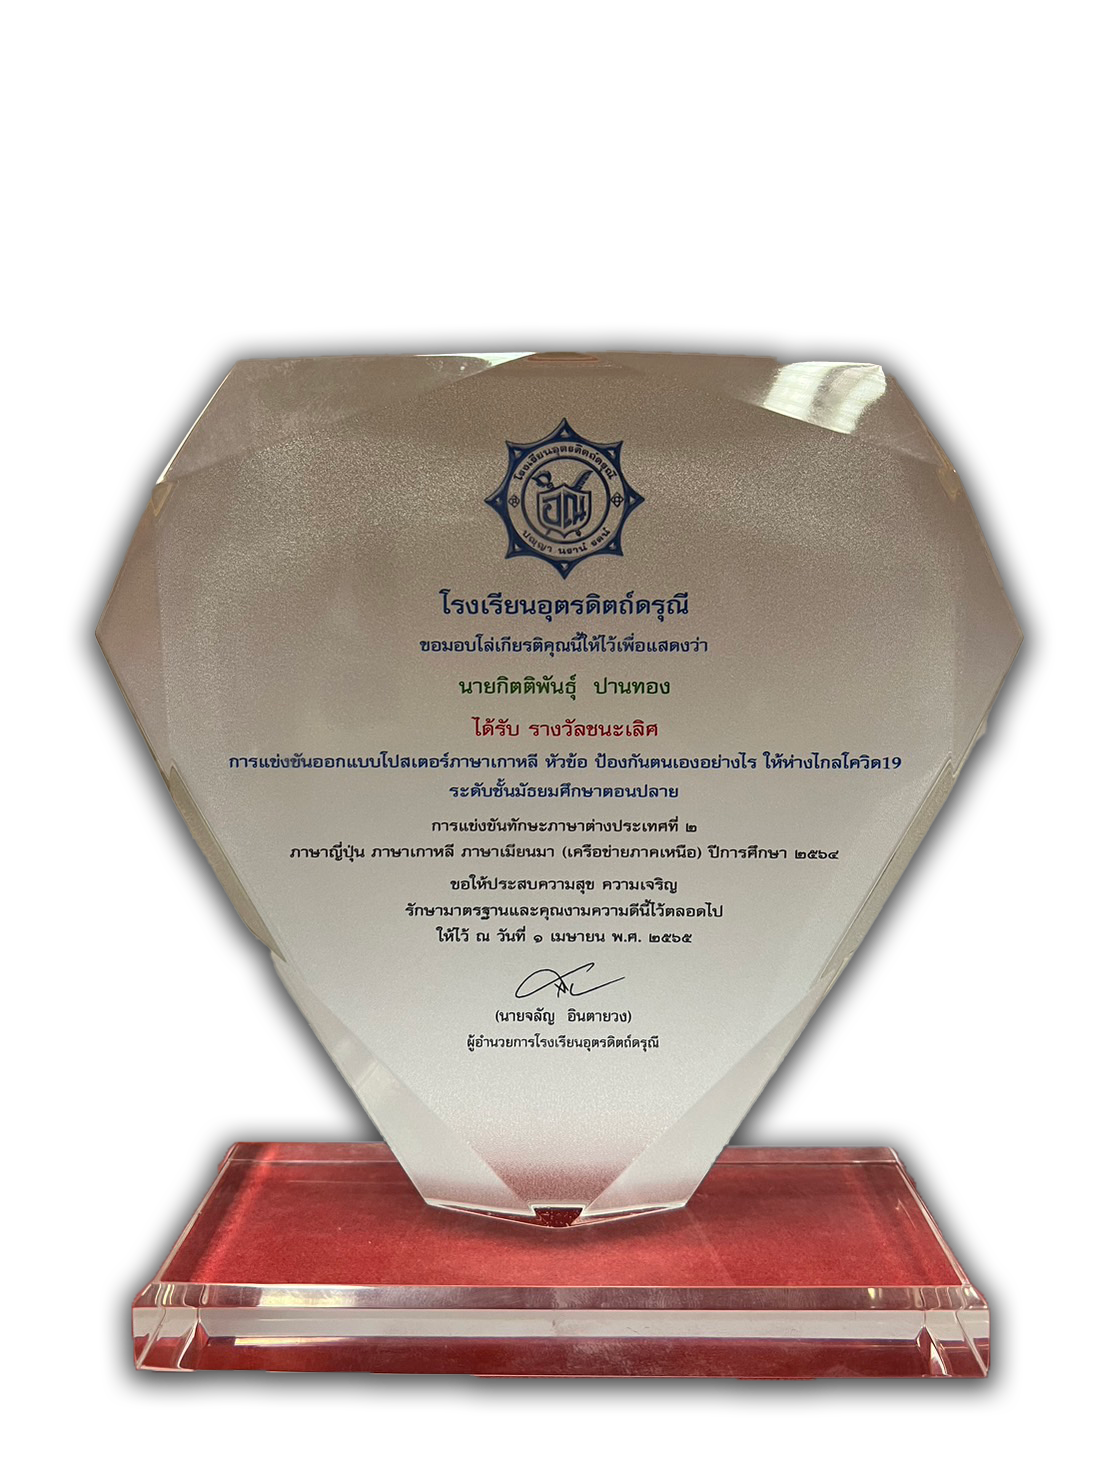 โรงเรียนอุตรดิตถ์ดรุณี
อุณ
ปญฺญา นรานํ รตนํ
โรงเรียนอุตรดิตถ์ดรุณี
ขอมอบโล่เกียรติคุณนี้ให้ไว้เพื่อแสดงว่า
นายกิตติพันธุ์ ปานทอง
ได้รับ รางวัลชนะเลิศ
การแข่งขันออกแบบโปสเตอร์ภาษาเกาหลี หัวข้อ ป้องกันตนเองอย่างไร ให้ห่างไกลโควิด19
ระดับชั้นมัธยมศึกษาตอนปลาย
การแข่งขันทักษะภาษาต่างประเทศที่ ๒
ภาษาญี่ปุ่น ภาษาเกาหลี ภาษาเมียนมา (เครือข่ายภาคเหนือ) ปีการศึกษา ๒๕๖๔
ขอให้ประสบความสุข ความเจริญ
รักษามาตรฐานและคุณงามความดีนี้ไว้ตลอดไป
ให้ไว้ ณ วันที่ ๑ เมษายน พ.ศ. ๒๕๖๕
(นายจลัญ อินตายวง)
ผู้อำนวยการโรงเรียนอุตรดิตถ์ดรุณี